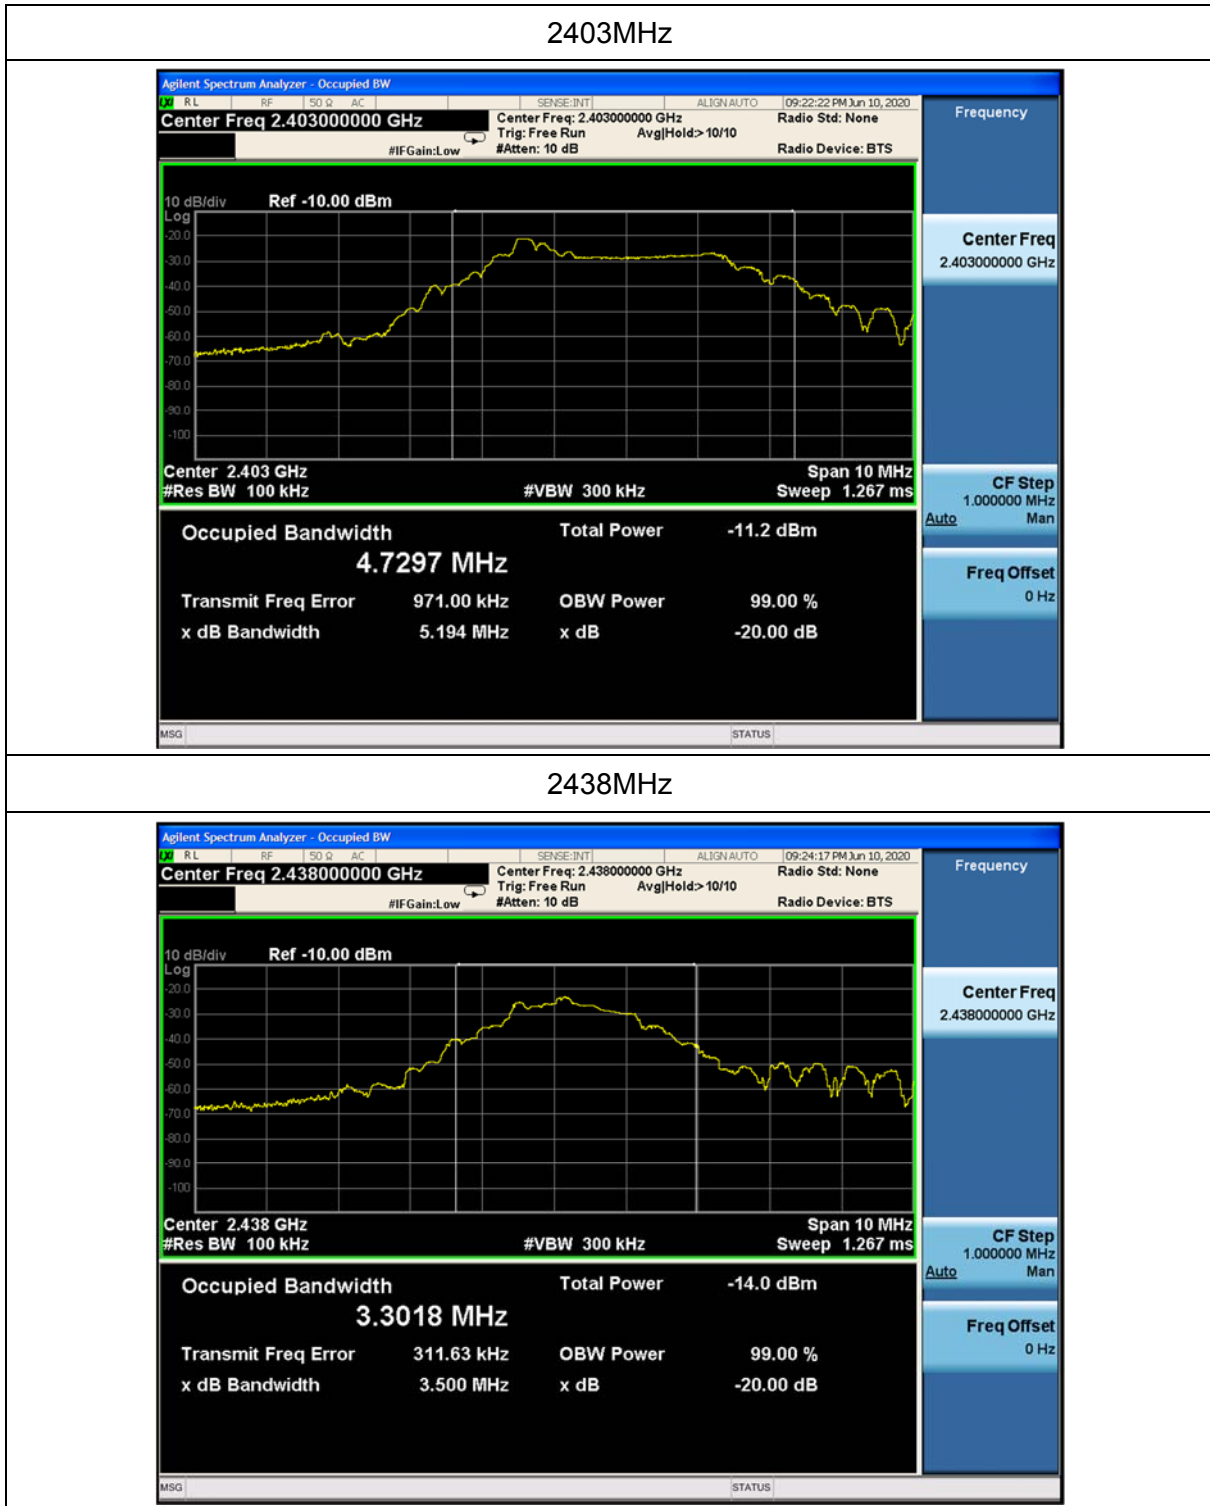 2403MHz
Agilent Spectrum Analyzer - Occupied BW
LXI RL RF 50 Ω AC SENSE:INT ALIGN AUTO 09:22:22 PM Jun 10, 2020
Center Freq 2.403000000 GHz
Center Freq: 2.403000000 GHz Radio Std: None
Trig: Free Run Avg|Hold:>10/10
#IFGain:Low #Atten: 10 dB Radio Device: BTS
10 dB/div Ref -10.00 dBm
Log
-20.0
-30.0
-40.0
-50.0
-60.0
-70.0
-80.0
-90.0
-100
Center 2.403 GHz Span 10 MHz
#Res BW 100 kHz #VBW 300 kHz Sweep 1.267 ms
Occupied Bandwidth Total Power -11.2 dBm
4.7297 MHz
Transmit Freq Error 971.00 kHz OBW Power 99.00 %
x dB Bandwidth 5.194 MHz x dB -20.00 dB
MSG STATUS
Frequency
Center Freq
2.403000000 GHz
CF Step
1.000000 MHz
Auto Man
Freq Offset
0 Hz
2438MHz
Agilent Spectrum Analyzer - Occupied BW
LXI RL RF 50 Ω AC SENSE:INT ALIGN AUTO 09:24:17 PM Jun 10, 2020
Center Freq 2.438000000 GHz
Center Freq: 2.438000000 GHz Radio Std: None
Trig: Free Run Avg|Hold:>10/10
#IFGain:Low #Atten: 10 dB Radio Device: BTS
10 dB/div Ref -10.00 dBm
Log
-20.0
-30.0
-40.0
-50.0
-60.0
-70.0
-80.0
-90.0
-100
Center 2.438 GHz Span 10 MHz
#Res BW 100 kHz #VBW 300 kHz Sweep 1.267 ms
Occupied Bandwidth Total Power -14.0 dBm
3.3018 MHz
Transmit Freq Error 311.63 kHz OBW Power 99.00 %
x dB Bandwidth 3.500 MHz x dB -20.00 dB
MSG STATUS
Frequency
Center Freq
2.438000000 GHz
CF Step
1.000000 MHz
Auto Man
Freq Offset
0 Hz